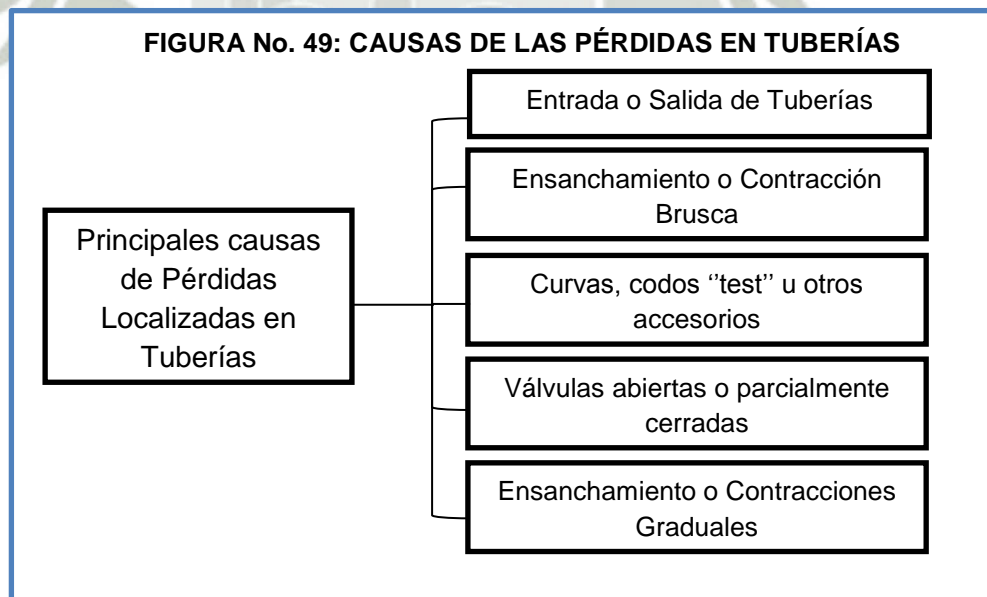 FIGURA No. 49: CAUSAS DE LAS PÉRDIDAS EN TUBERÍAS
Entrada o Salida de Tuberías
Ensanchamiento o Contracción
Brusca
Principales causas
de Pérdidas
Localizadas en
Tuberías
Curvas, codos ‘’test’’ u otros
accesorios
Válvulas abiertas o parcialmente
cerradas
Ensanchamiento o Contracciones
Graduales